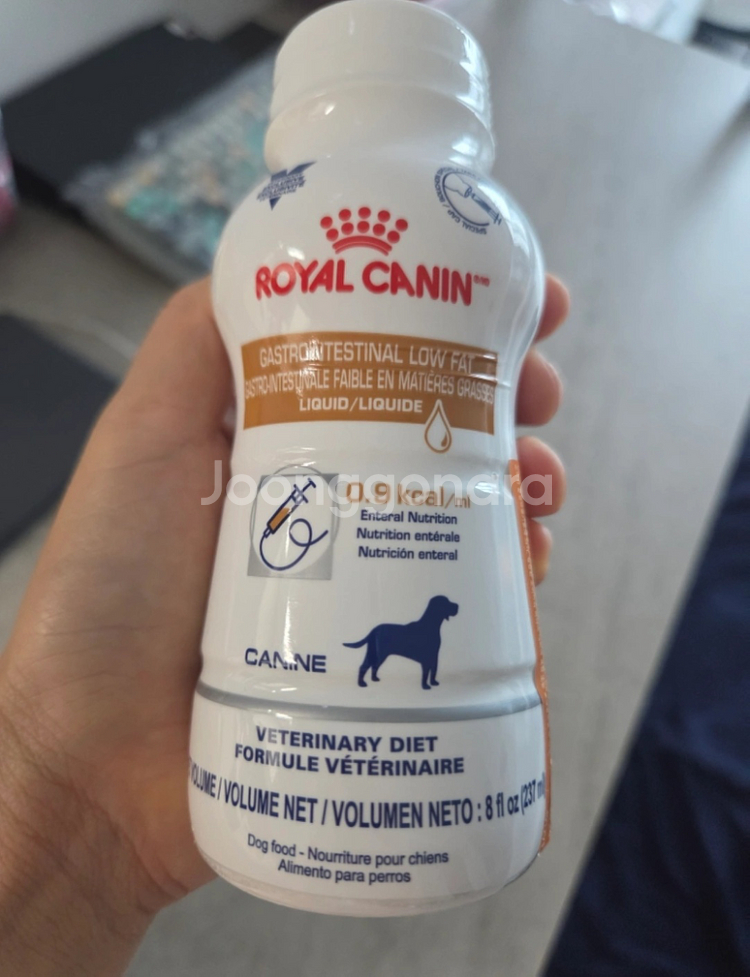 SPECIAL CAP /
ROYAL CANIN
GASTROINTESTINAL LOW FAT
GASTRO-INTESTINALE FAIBLE EN MATIÈRES GRASSES
LIQUID/LIQUIDE
Joonggonara
0.9 kcal/ml
Enteral Nutrition
Nutrition entérale
Nutrición enteral
CANINE
VETERINARY DIET
FORMULE VÉTÉRINAIRE
VOLUME / VOLUME NET / VOLUMEN NETO : 8 fl oz (237 ml
Dog food - Nourriture pour chiens
Alimento para perros